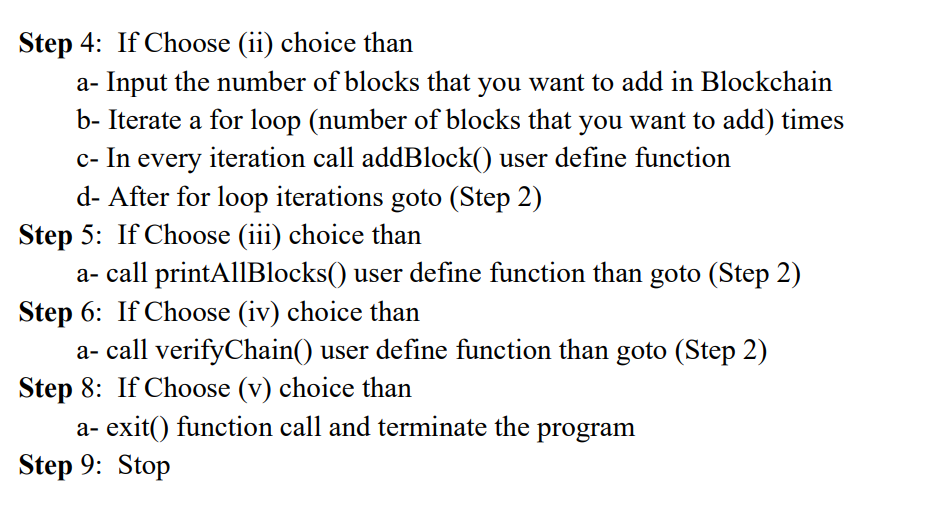 Step 4: If Choose (ii) choice than
a- Input the number of blocks that you want to add in Blockchain
b- Iterate a for loop (number of blocks that you want to add) times
c- In every iteration call addBlock() user define function
d- After for loop iterations goto (Step 2)
Step 5: If Choose (iii) choice than
a- call printAllBlocks() user define function than goto (Step 2)
Step 6: If Choose (iv) choice than
a- call verifyChain() user define function than goto (Step 2)
Step 8: If Choose (v) choice than
a- exit() function call and terminate the program
Step 9: Stop